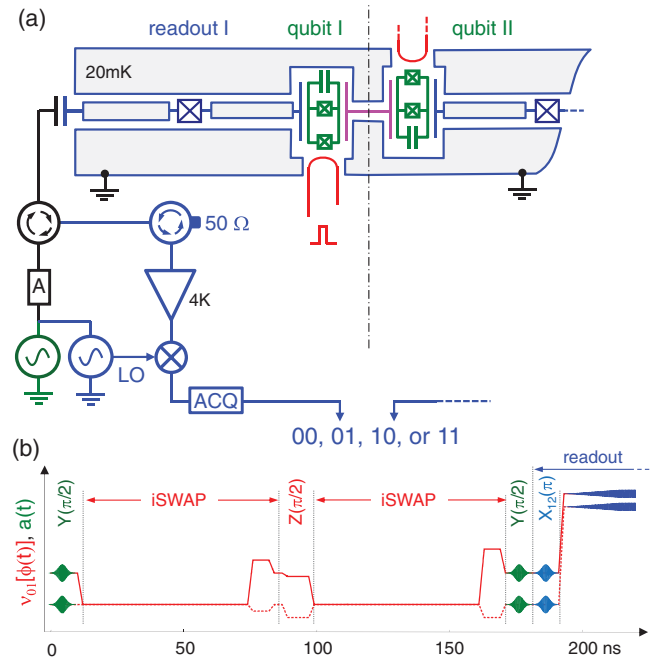 (a)
readout I
qubit I
qubit II
20mK
50 Ω
A
4K
LO
ACQ
00, 01, 10, or 11
(b)
readout
Y(π/2)
iSWAP
Z(π/2)
iSWAP
Y(π/2)
X₁₂(π)
ν₀₁[ϕ(t)], a(t)
0
50
100
150
200 ns